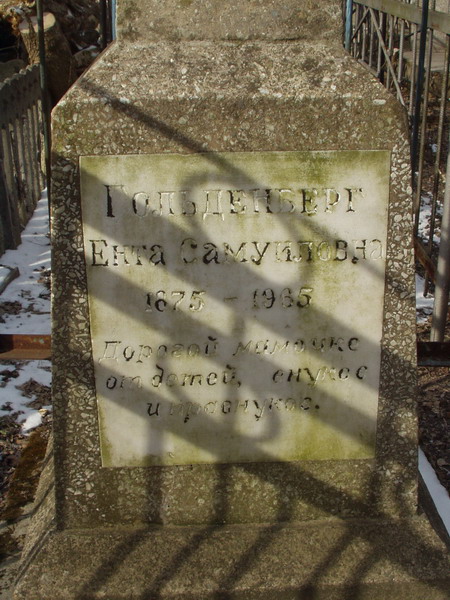 Гольденберг
Ента Самуиловна
1875 - 1965
Дорогой мамочке
от детей, внуков
и правнуков.